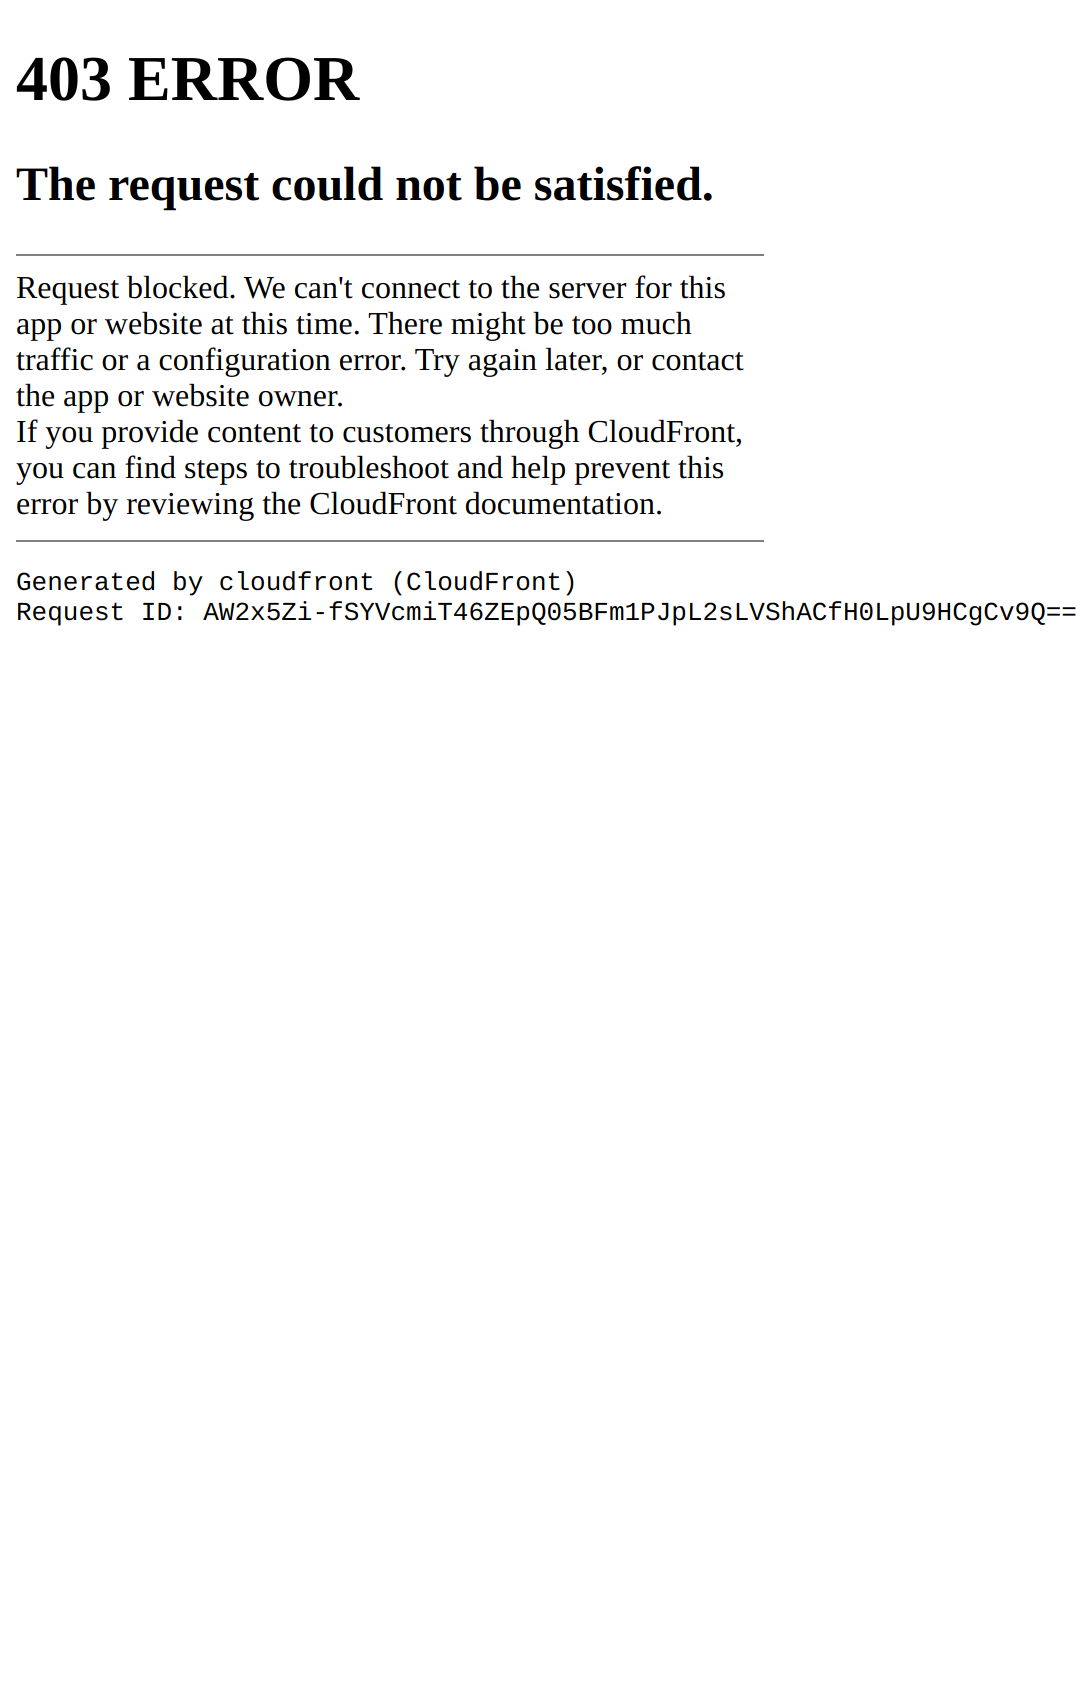 403 ERROR
The request could not be satisfied.
Request blocked. We can't connect to the server for this
app or website at this time. There might be too much
traffic or a configuration error. Try again later, or contact
the app or website owner.
If you provide content to customers through CloudFront,
you can find steps to troubleshoot and help prevent this
error by reviewing the CloudFront documentation.
Generated by cloudfront (CloudFront)
Request ID: AW2x5Zi-fSYVcmiT46ZEpQ05BFm1PJpL2sLVShACfH0LpU9HCgCv9Q==